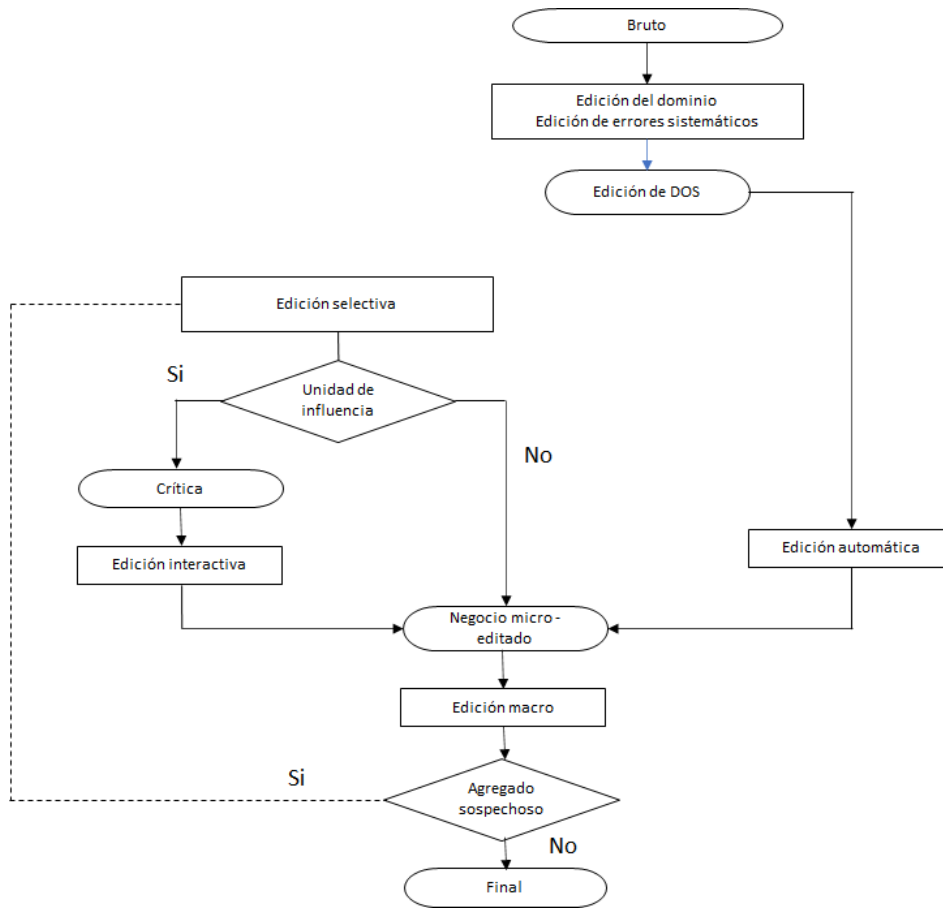 Bruto
Edición del dominio
Edición de errores sistemáticos
Edición de DOS
Edición selectiva
Si
Unidad de
influencia
No
Crítica
Edición interactiva
Edición automática
Negocio micro -
editado
Edición macro
Si
Agregado
sospechoso
No
Final